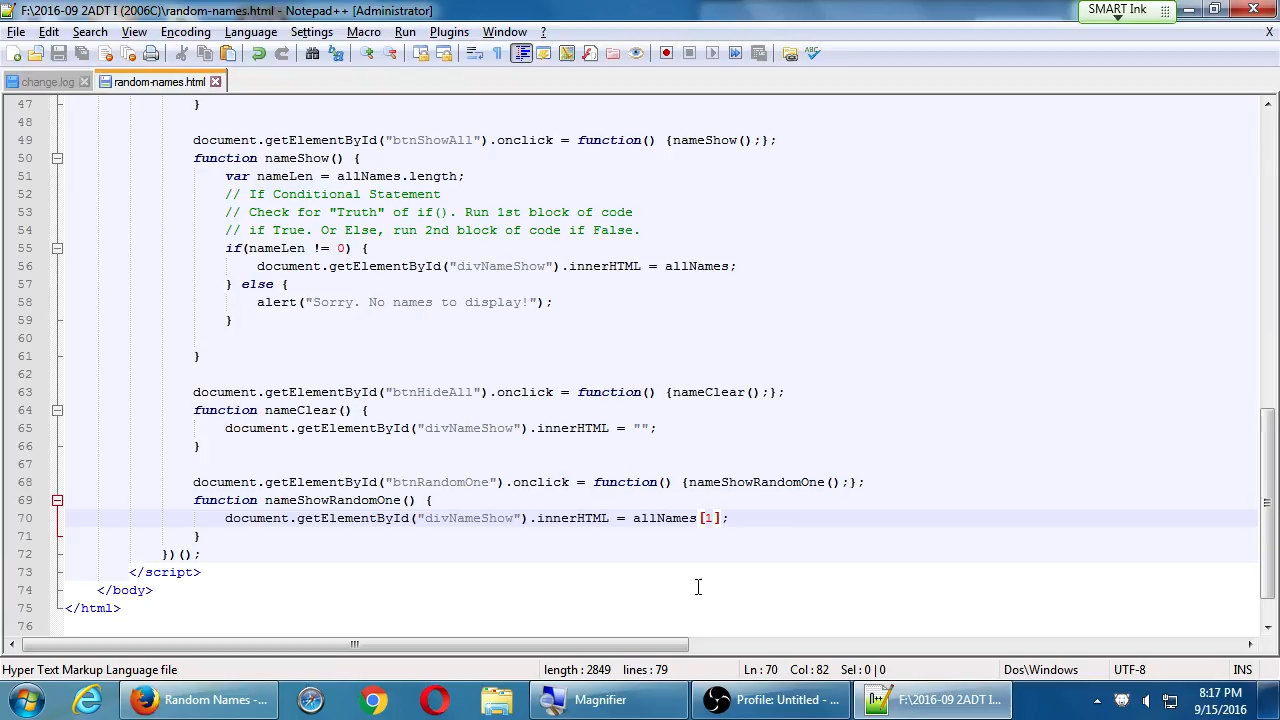 F:\2016-09 2ADT I (2006C)\random-names.html - Notepad++ [Administrator]
SMART Ink
File Edit Search View Encoding Language Settings Macro Run Plugins Window ? X
change.log random-names.html
47 }
48
49 document.getElementById("btnShowAll").onclick = function() {nameShow();};
50 function nameShow() {
51 var nameLen = allNames.length;
52 // If Conditional Statement
53 // Check for "Truth" of if(). Run 1st block of code
54 // if True. Or Else, run 2nd block of code if False.
55 if(nameLen != 0) {
56 document.getElementById("divNameShow").innerHTML = allNames;
57 } else {
58 alert("Sorry. No names to display!");
59 }
60
61 }
62
63 document.getElementById("btnHideAll").onclick = function() {nameClear();};
64 function nameClear() {
65 document.getElementById("divNameShow").innerHTML = "";
66 }
67
68 document.getElementById("btnRandomOne").onclick = function() {nameShowRandomOne();};
69 function nameShowRandomOne() {
70 document.getElementById("divNameShow").innerHTML = allNames[1];
71 }
72 })();
73 </script>
74 </body>
75 </html>
76
Hyper Text Markup Language file length : 2849 lines : 79 Ln : 70 Col : 82 Sel : 0 | 0 Dos\Windows UTF-8 INS
Random Names -... Magnifier Profile: Untitled - ... F:\2016-09 2ADT I... 8:17 PM
9/15/2016